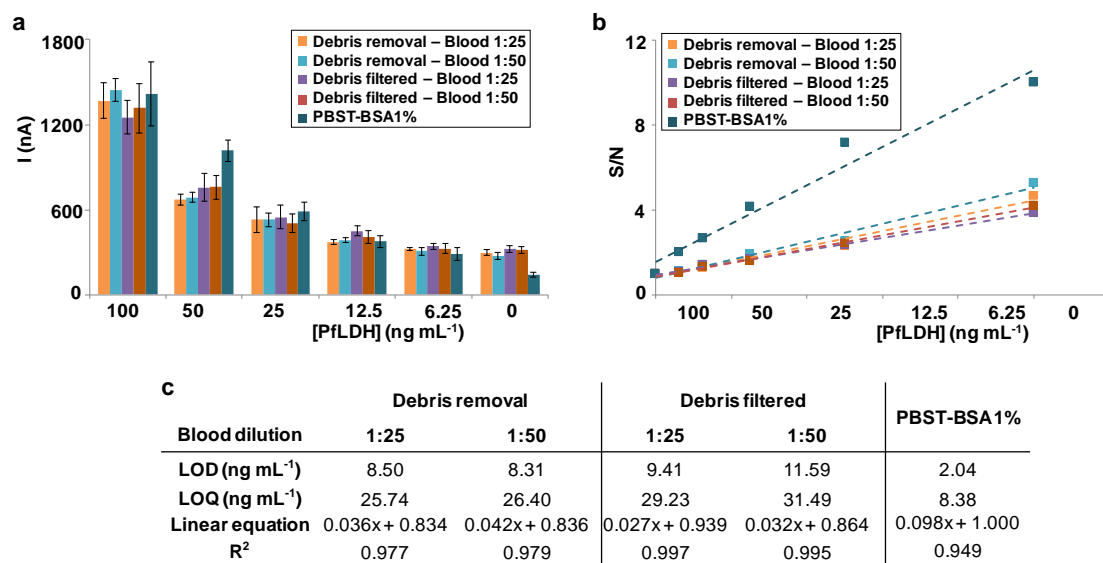 a
1800
1200
600
0
I (nA)
Debris removal – Blood 1:25
Debris removal – Blood 1:50
Debris filtered – Blood 1:25
Debris filtered – Blood 1:50
PBST-BSA1%
100 50 25 12.5 6.25 0
[PfLDH] (ng mL⁻¹)
b
12
8
4
0
S/N
Debris removal – Blood 1:25
Debris removal – Blood 1:50
Debris filtered – Blood 1:25
Debris filtered – Blood 1:50
PBST-BSA1%
100 50 25 12.5 6.25 0
[PfLDH] (ng mL⁻¹)
c
Debris removal Debris filtered PBST-BSA1%
Blood dilution 1:25 1:50 1:25 1:50
LOD (ng mL⁻¹) 8.50 8.31 9.41 11.59 2.04
LOQ (ng mL⁻¹) 25.74 26.40 29.23 31.49 8.38
Linear equation 0.036x + 0.834 0.042x + 0.836 0.027x + 0.939 0.032x + 0.864 0.098x + 1.000
R² 0.977 0.979 0.997 0.995 0.949